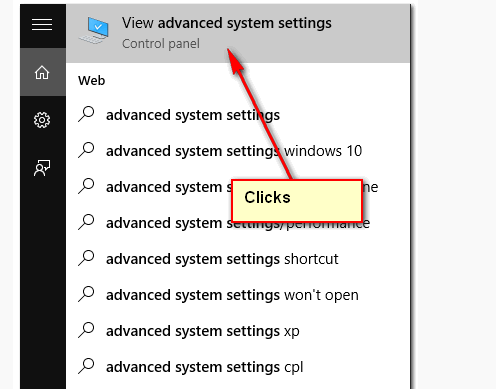 View advanced system settings
Control panel
Web
advanced system settings
advanced system settings windows 10
advanced system s ne
Clicks
advanced system settings/performance
advanced system settings shortcut
advanced system settings won't open
advanced system settings xp
advanced system settings cpl